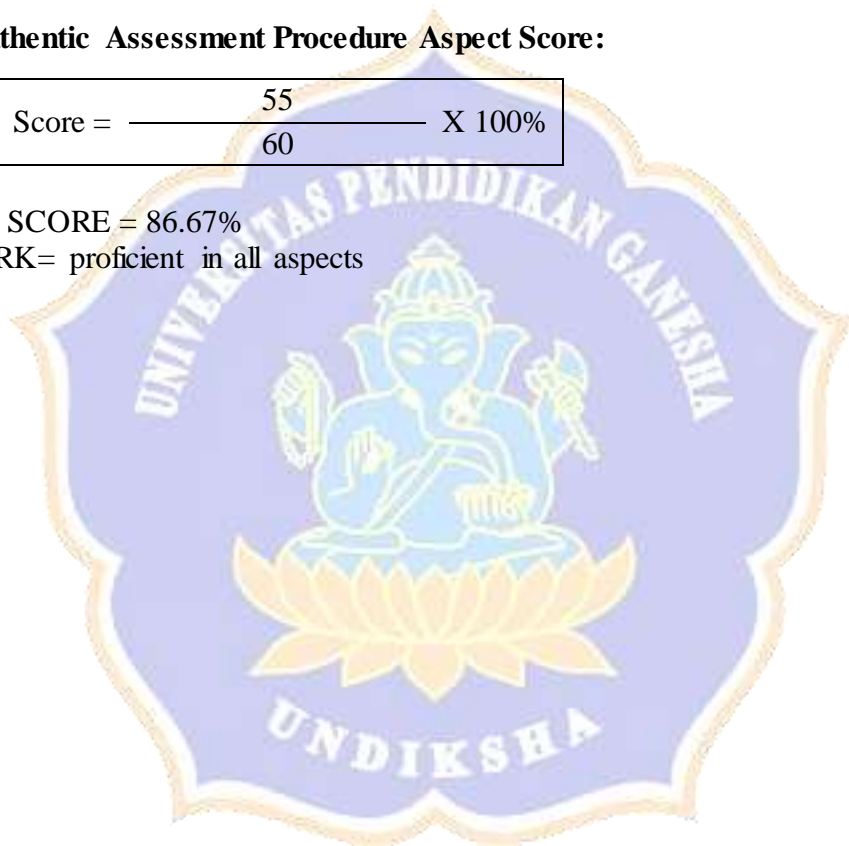 thentic Assessment Procedure Aspect Score:
Score = 55 X 100%
60
SCORE = 86.67%
RK= proficient in all aspects
UNIVERSITAS PENDIDIKAN GANESHA
UNDIKSHA